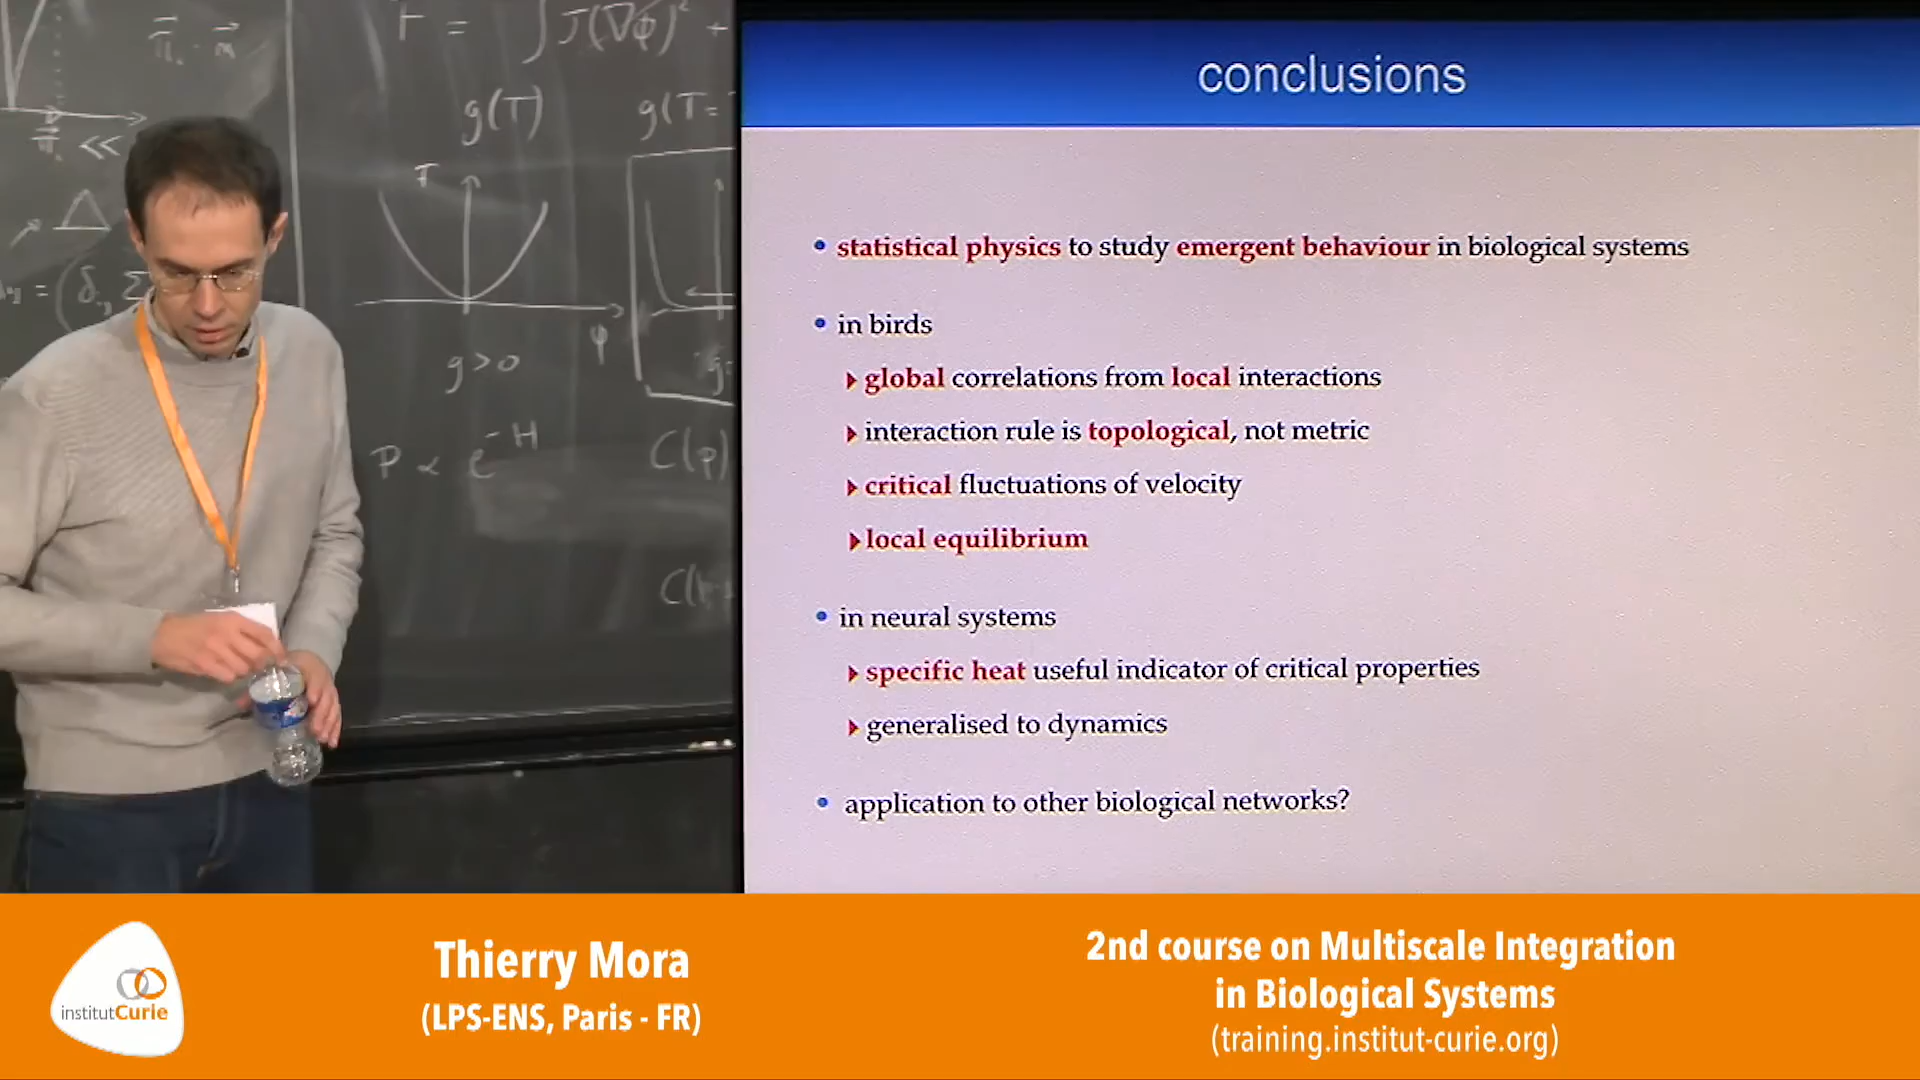 F = ∫ J(∇φ)² +
g(T)
g(T=
<<
F
φ
g>0
P ∝ e^-H
C(p)
conclusions
• statistical physics to study emergent behaviour in biological systems
• in birds
global correlations from local interactions
interaction rule is topological, not metric
critical fluctuations of velocity
local equilibrium
• in neural systems
specific heat useful indicator of critical properties
generalised to dynamics
• application to other biological networks?
institutCurie
Thierry Mora
(LPS-ENS, Paris - FR)
2nd course on Multiscale Integration
in Biological Systems
(training.institut-curie.org)